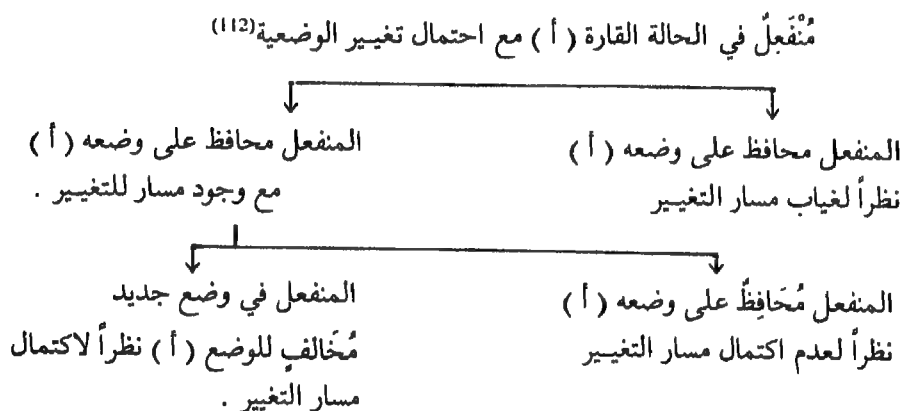 مُنْفَعِلٌ في الحالة القارة ( أ ) مع احتمال تغيير الوضعية(112)
المنفعل محافظ على وضعه ( أ )
نظراً لغياب مسار التغيير
المنفعل محافظ على وضعه ( أ )
مع وجود مسار للتغيير .
المنفعل مُحَافِظٌ على وضعه ( أ )
نظراً لعدم اكتمال مسار التغيير
المنفعل في وضع جديد
مُخَالفٍ للوضع ( أ ) نظراً لاكتمال
مسار التغيير .